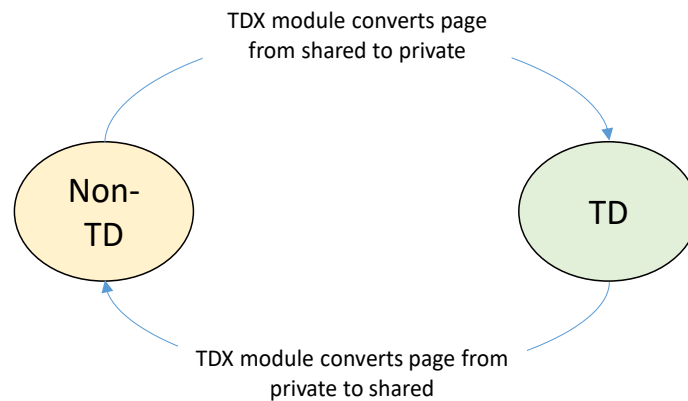 TDX module converts page
from shared to private
Non-
TD
TD
TDX module converts page from
private to shared